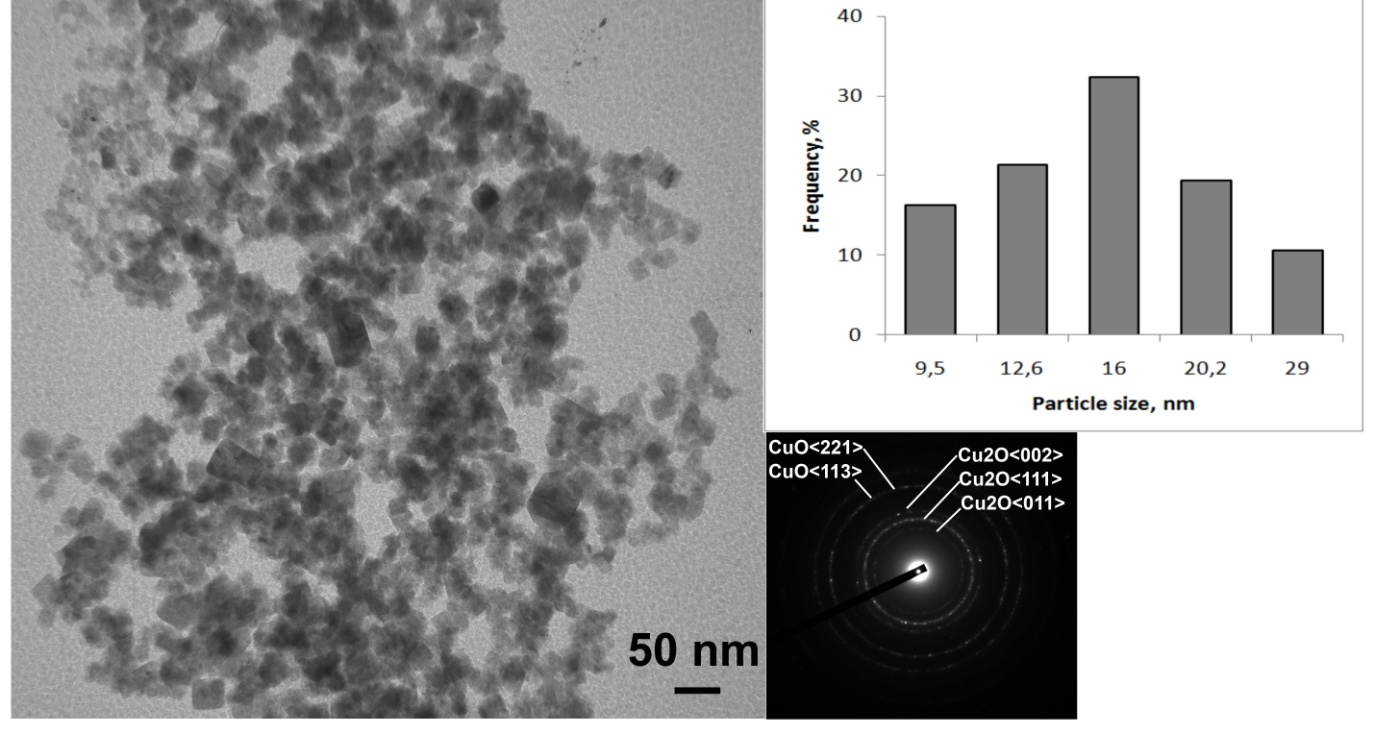 40
30
20
10
0
Frequency,%
9,5 12,6 16 20,2 29
Particle size, nm
CuO<221>
CuO<113>
Cu2O<002>
Cu2O<111>
Cu2O<011>
50 nm